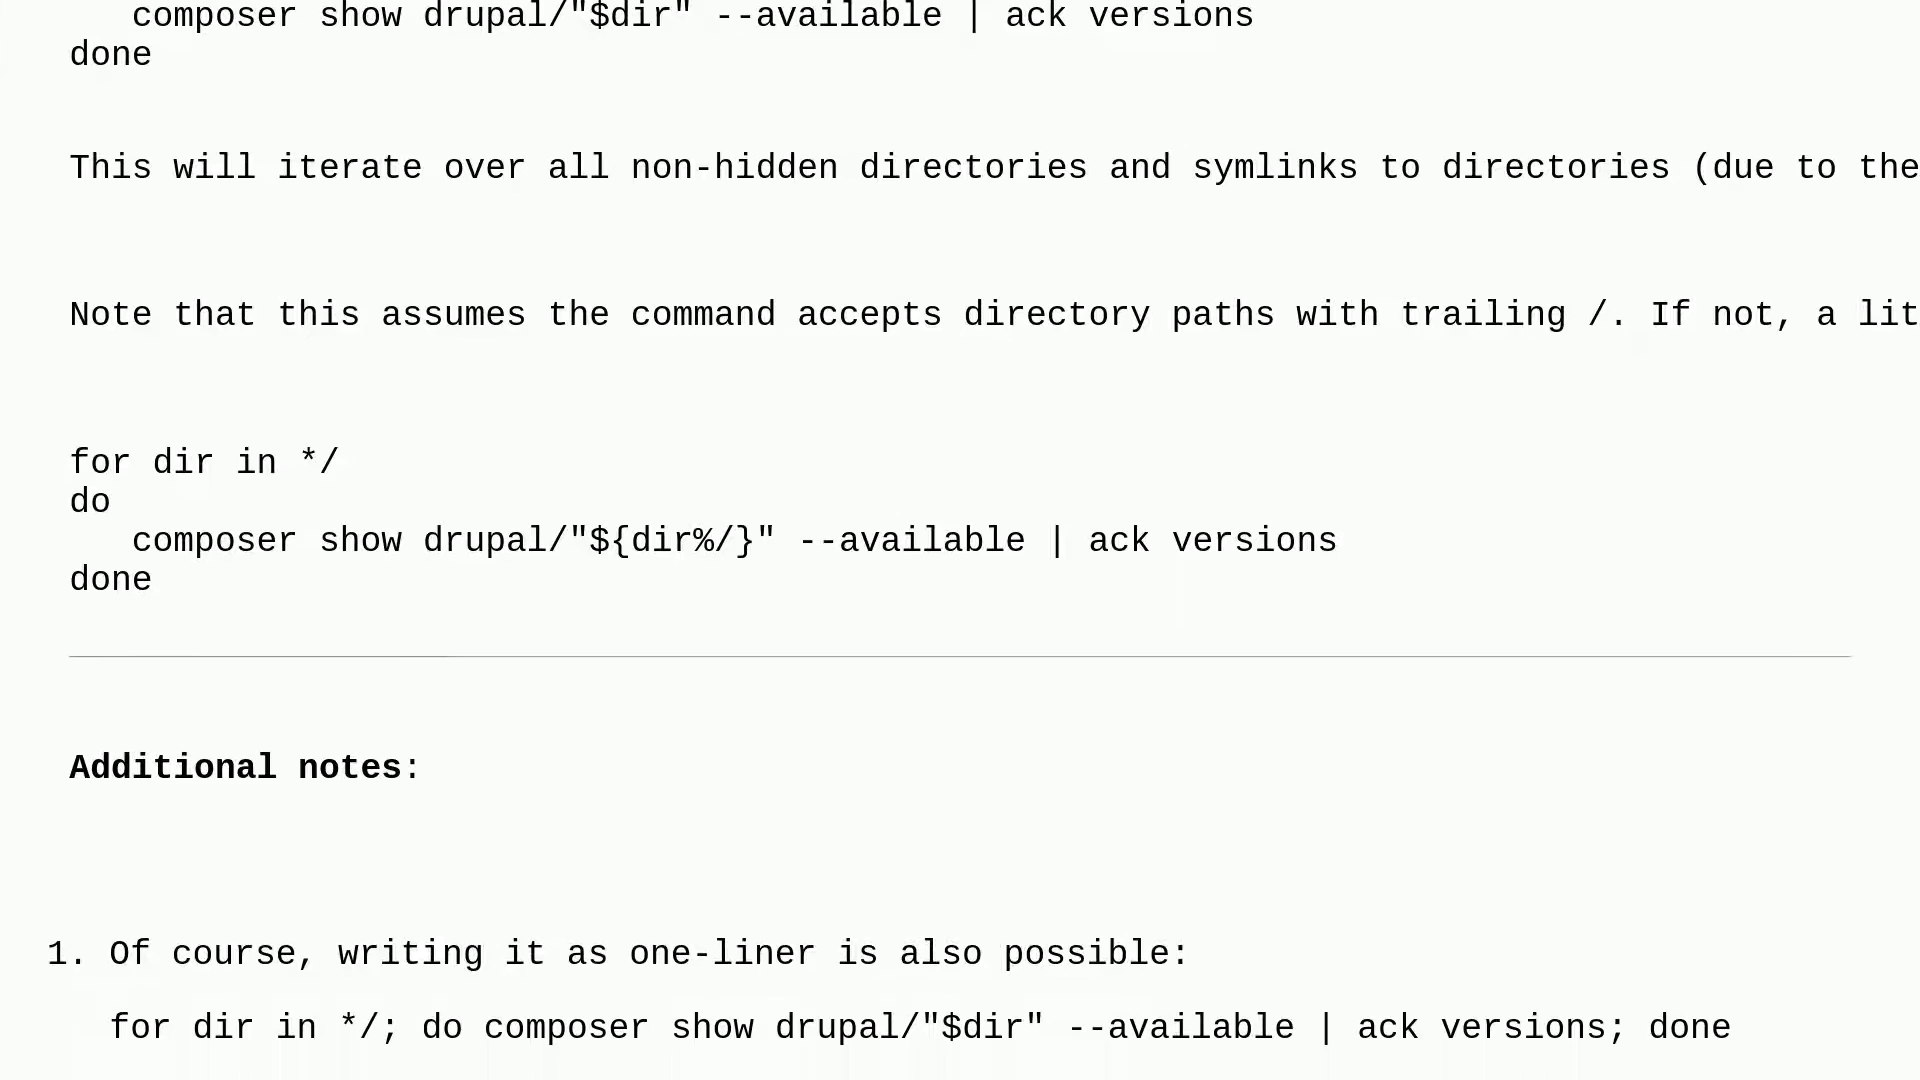 composer show drupal/"$dir" --available | ack versions
done
This will iterate over all non-hidden directories and symlinks to directories (due to the
Note that this assumes the command accepts directory paths with trailing /. If not, a lit
for dir in */
do
composer show drupal/"${dir%/}" --available | ack versions
done
Additional notes:
1. Of course, writing it as one-liner is also possible:
for dir in */; do composer show drupal/"$dir" --available | ack versions; done